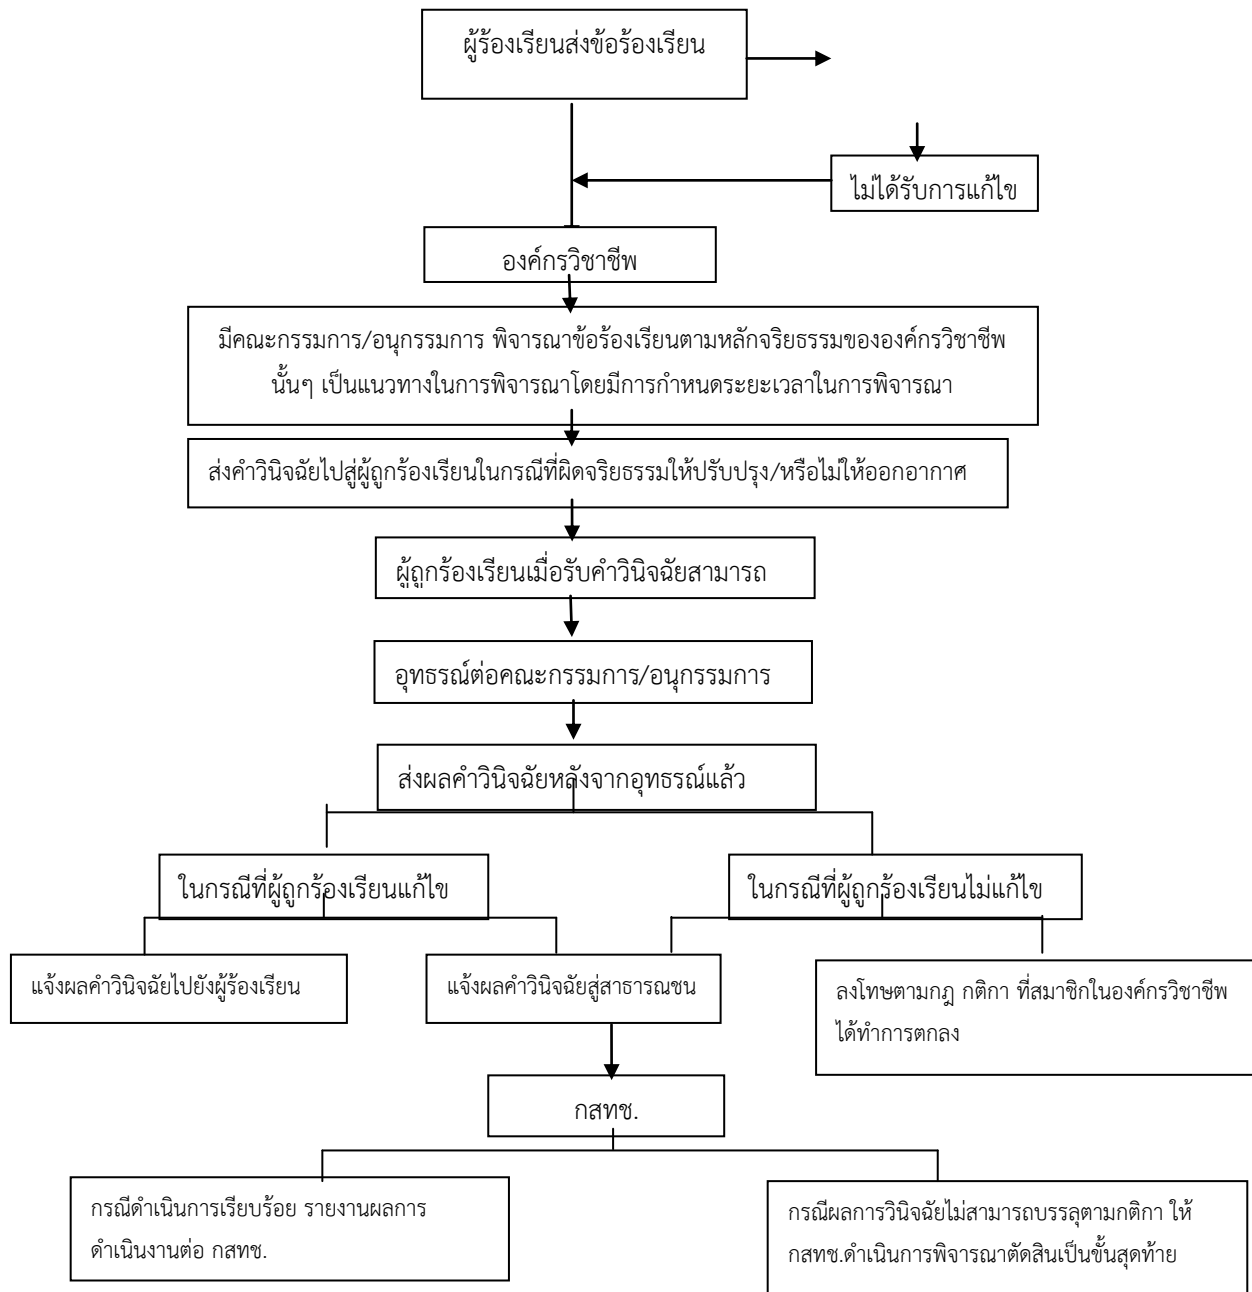 ผู้ร้องเรียนส่งข้อร้องเรียน
ไม่ได้รับการแก้ไข
องค์กรวิชาชีพ
มีคณะกรรมการ/อนุกรรมการ พิจารณาข้อร้องเรียนตามหลักจริยธรรมขององค์กรวิชาชีพ
นั้นๆ เป็นแนวทางในการพิจารณาโดยมีการกำหนดระยะเวลาในการพิจารณา
ส่งคำวินิจฉัยไปสู่ผู้ถูกร้องเรียนในกรณีที่ผิดจริยธรรมให้ปรับปรุง/หรือไม่ให้ออกอากาศ
ผู้ถูกร้องเรียนเมื่อรับคำวินิจฉัยสามารถ
อุทธรณ์ต่อคณะกรรมการ/อนุกรรมการ
ส่งผลคำวินิจฉัยหลังจากอุทธรณ์แล้ว
ในกรณีที่ผู้ถูกร้องเรียนแก้ไข
ในกรณีที่ผู้ถูกร้องเรียนไม่แก้ไข
แจ้งผลคำวินิจฉัยไปยังผู้ร้องเรียน
แจ้งผลคำวินิจฉัยสู่สาธารณชน
ลงโทษตามกฎ กติกา ที่สมาชิกในองค์กรวิชาชีพ
ได้ทำการตกลง
กสทช.
กรณีดำเนินการเรียบร้อย รายงานผลการ
ดำเนินงานต่อ กสทช.
กรณีผลการวินิจฉัยไม่สามารถบรรลุตามกติกา ให้
กสทช.ดำเนินการพิจารณาตัดสินเป็นขั้นสุดท้าย